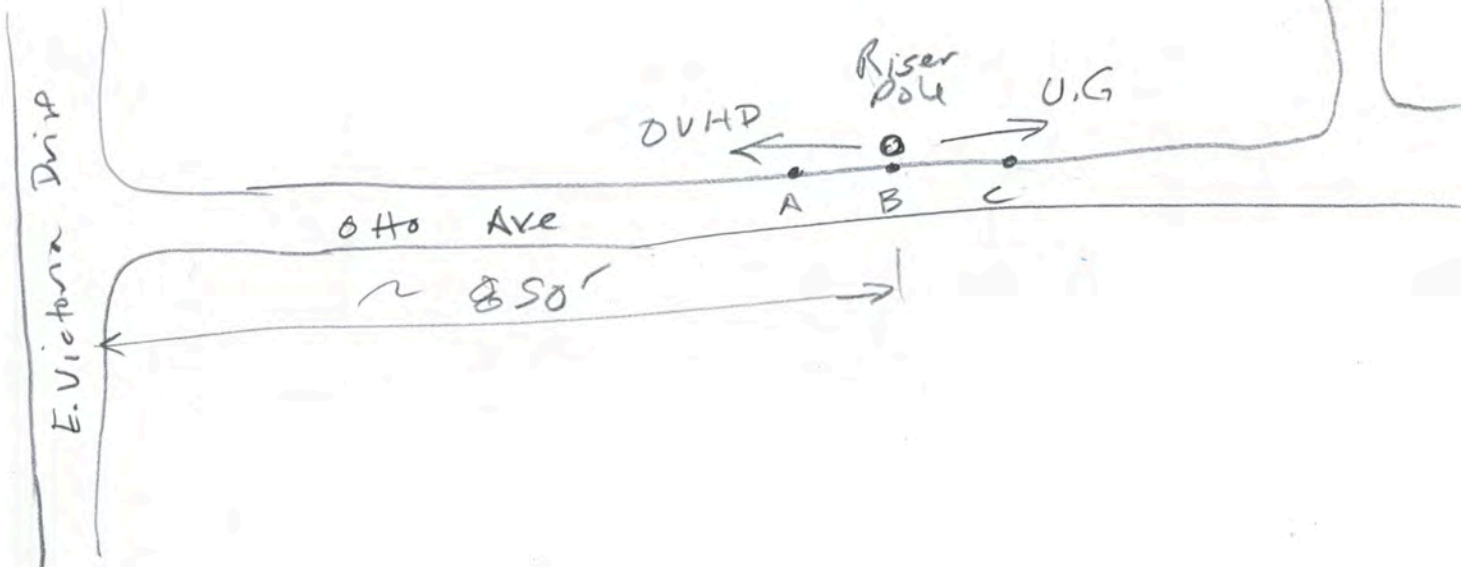 Riser
Pole
OVHD
U.G
A
B
C
Otto Ave
~ 850'
E. Victoria Drive